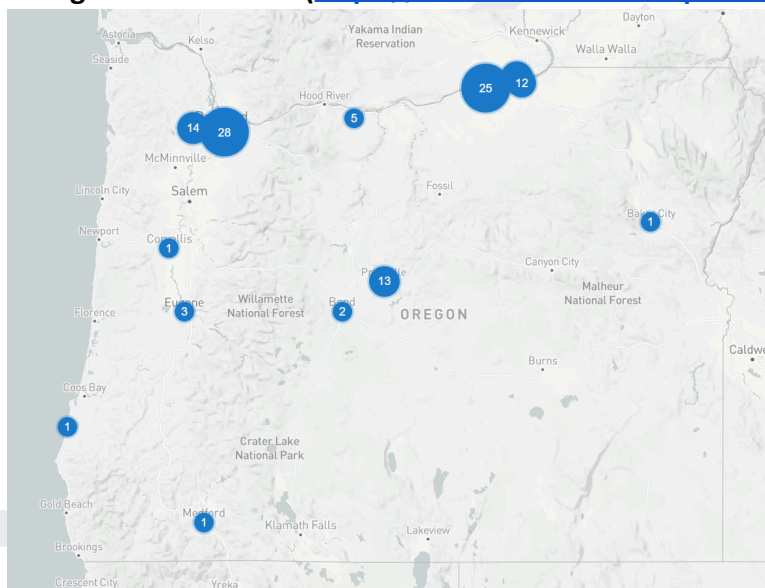 Astoria
Kelso
Yakama Indian
Reservation
Kennewick
Dayton
Walla Walla
Seaside
Hood River
25
12
5
14
28
McMinnville
Salem
Lincoln City
Fossil
Newport
1
Baker City
1
Canyon City
Malheur
National Forest
13
Eugene
3
Willamette
National Forest
Bend
2
OREGON
Florence
Burns
Coos Bay
1
Crater Lake
National Park
Gold Beach
Medford
1
Klamath Falls
Lakeview
Brookings
Crescent City
Yreka